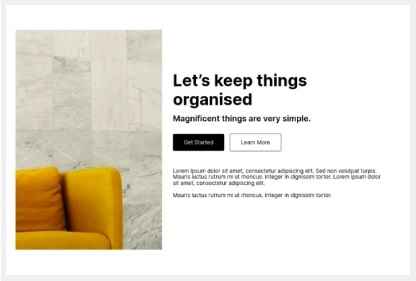 Let's keep things
organised
Magnificent things are very simple.
Get Started
Learn More
Lorem ipsum dolor sit amet, consectetur adipiscing elit. Sed non volutpat turpis.
Mauris luctus rutrum mi ut rhoncus. Integer in dignissim tortor. Lorem ipsum dolor
sit amet, consectetur adipiscing elit.
Mauris luctus rutrum mi ut rhoncus. Integer in dignissim tortor.